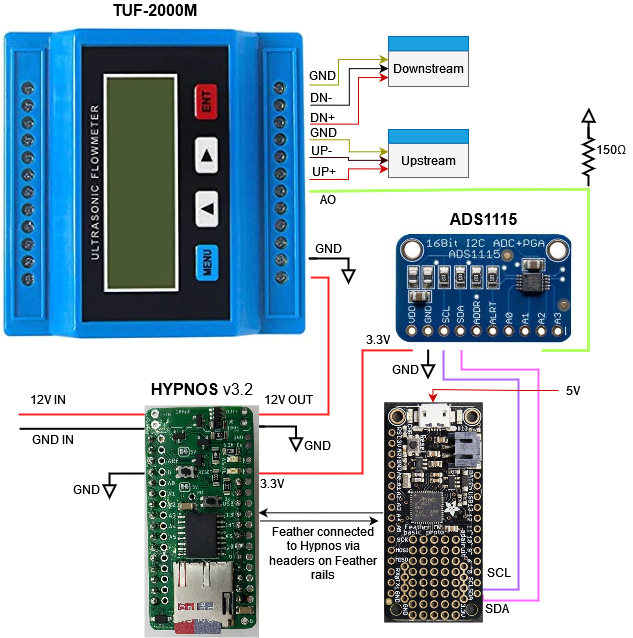 TUF-2000M
ULTRASONIC FLOWMETER
ENT
MENU
GND
DN-
DN+
GND
UP-
UP+
AO
Downstream
Upstream
150Ω
GND
ADS1115
16Bit I2C ADC+PGA
ADS1115
VDD
GND
SCL
SDA
ADDR
ALRT
A0
A1
A2
A3
3.3V
GND
HYPNOS v3.2
12V IN
12V OUT
GND IN
GND
GND
3.3V
5V
Feather connected
to Hypnos via
headers on Feather
rails
basic proto
SCL
SDA